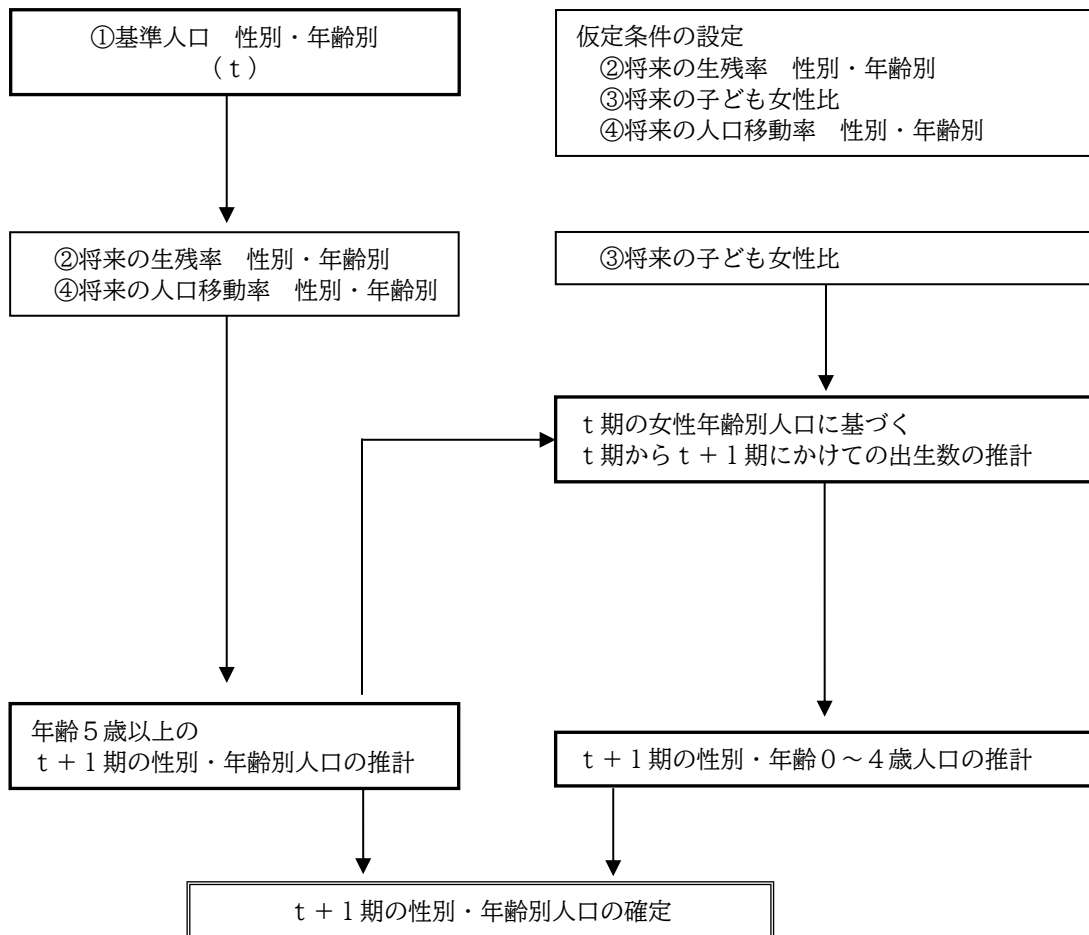 ①基準人口　性別・年齢別
（ｔ）
仮定条件の設定
②将来の生残率　性別・年齢別
③将来の子ども女性比
④将来の人口移動率　性別・年齢別
②将来の生残率　性別・年齢別
④将来の人口移動率　性別・年齢別
③将来の子ども女性比
ｔ期の女性年齢別人口に基づく
ｔ期からｔ＋１期にかけての出生数の推計
年齢５歳以上の
ｔ＋１期の性別・年齢別人口の推計
ｔ＋１期の性別・年齢０～４歳人口の推計
ｔ＋１期の性別・年齢別人口の確定